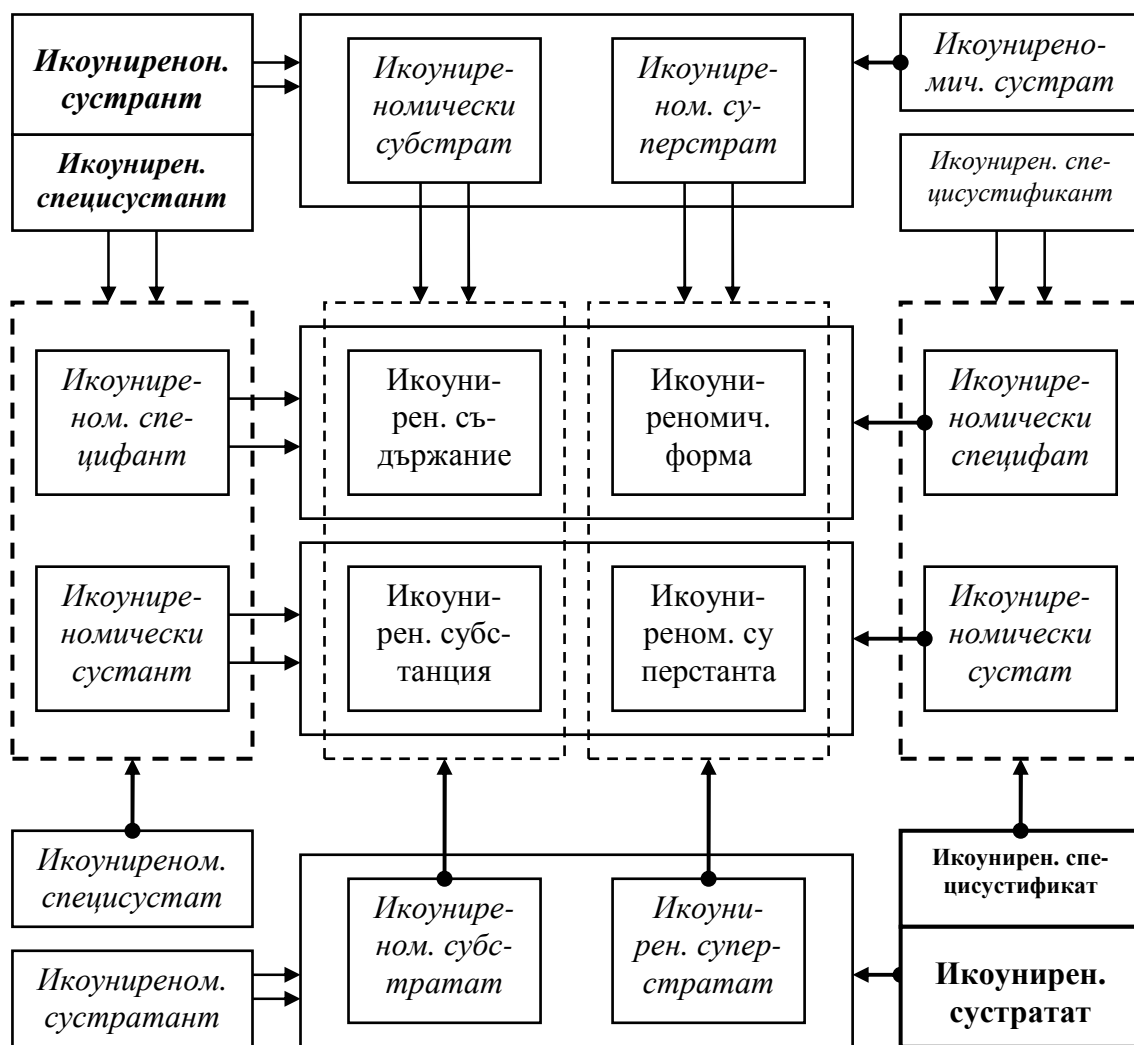 Икоуниренон.
сустрант
Икоунирен.
специсустант
Икоунире-
номически
субстрат
Икоунире-
ном. су-
перстрат
Икоунирено-
мич. сустрат
Икоунирен. спе-
цисустификант
Икоунире-
ном. спе-
цифант
Икоуни-
рен. съ-
държание
Икоуни-
реномич.
форма
Икоунире-
номически
специфат
Икоунире-
номически
сустант
Икоуни-
рен. субс-
танция
Икоуни-
реном. су
перстанта
Икоунире-
номически
сустат
Икоуниреном.
специсустат
Икоуниреном.
сустратант
Икоунире-
ном. субс-
тратат
Икоуни-
рен. супер-
стратат
Икоунирен. спе-
цисустификат
Икоунирен.
сустратат